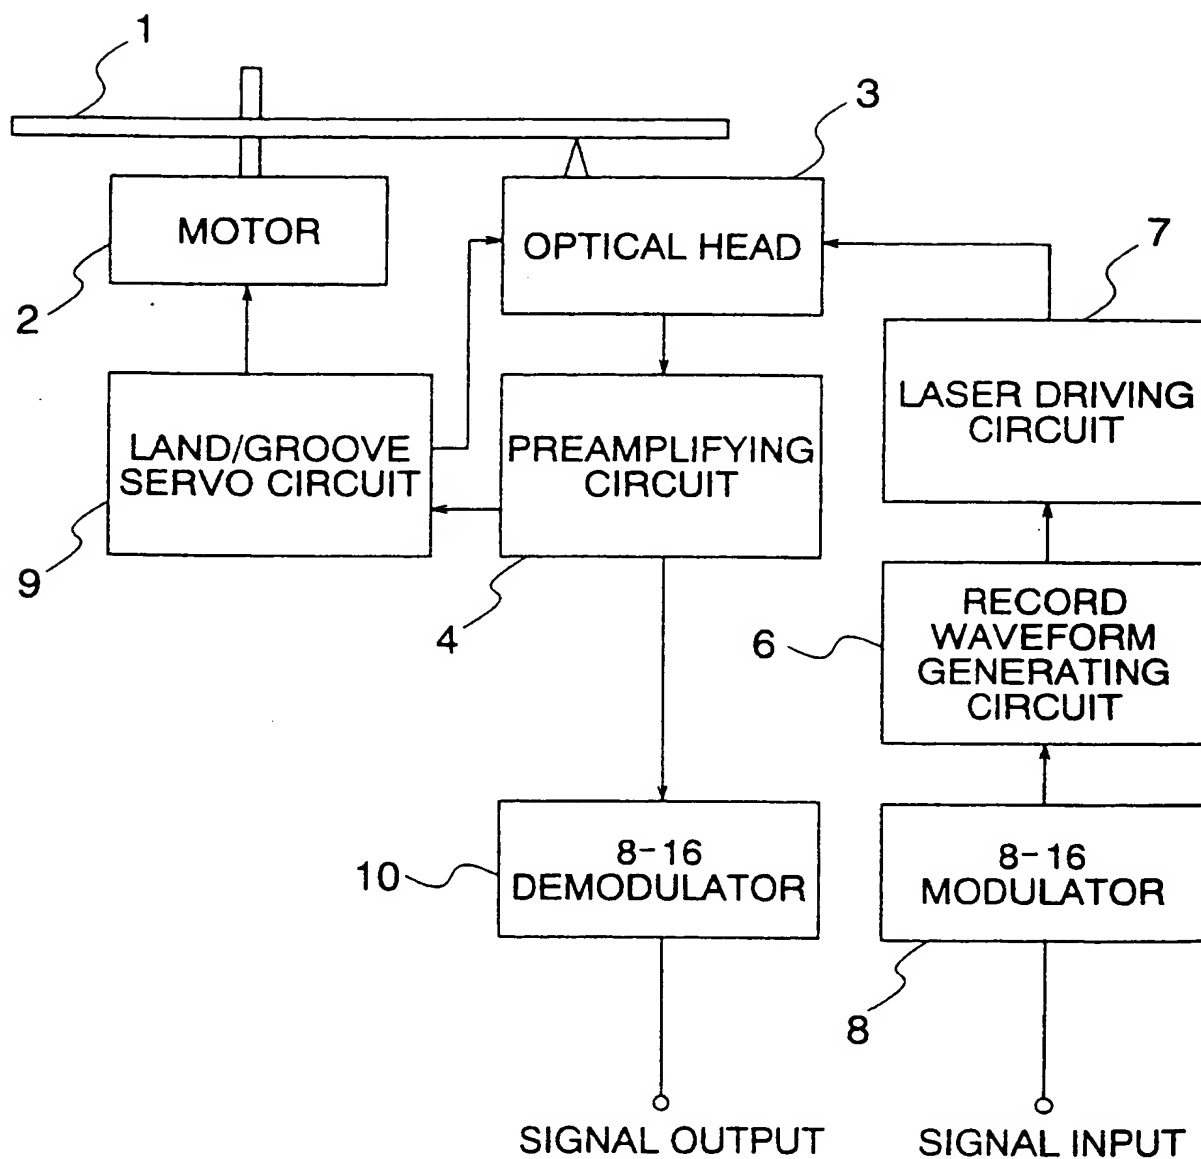 1
3
MOTOR
OPTICAL HEAD
2
7
LAND/GROOVE
SERVO CIRCUIT
PREAMPLIFYING
CIRCUIT
LASER DRIVING
CIRCUIT
9
4
6
RECORD
WAVEFORM
GENERATING
CIRCUIT
10
8-16
DEMODULATOR
8-16
MODULATOR
8
SIGNAL OUTPUT
SIGNAL INPUT